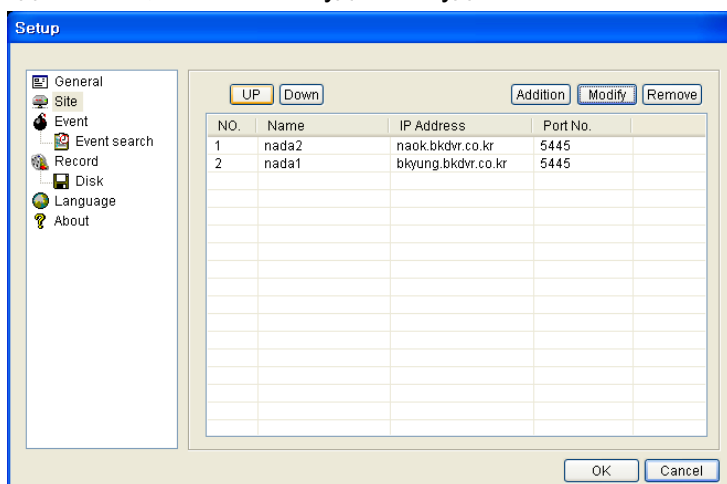 Setup
General
Site
Event
Event search
Record
Disk
Language
About
UP Down Addition Modify Remove
NO. Name IP Address Port No.
1 nada2 naok.bkdvr.co.kr 5445
2 nada1 bkyung.bkdvr.co.kr 5445
OK Cancel